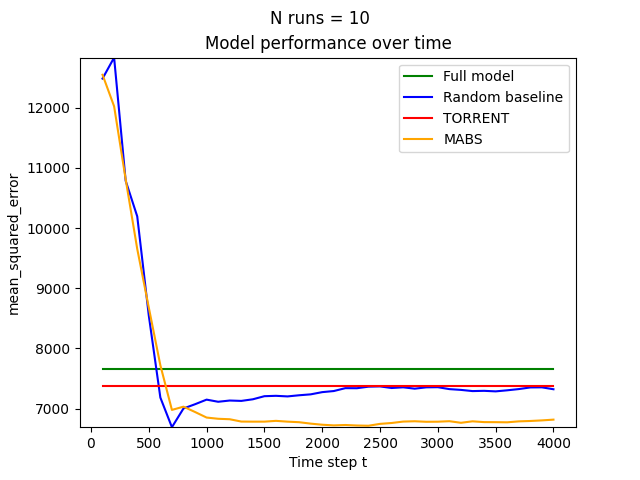 N runs = 10
Model performance over time
Full model
Random baseline
TORRENT
MABS
mean_squared_error
12000
11000
10000
9000
8000
7000
0 500 1000 1500 2000 2500 3000 3500 4000
Time step t